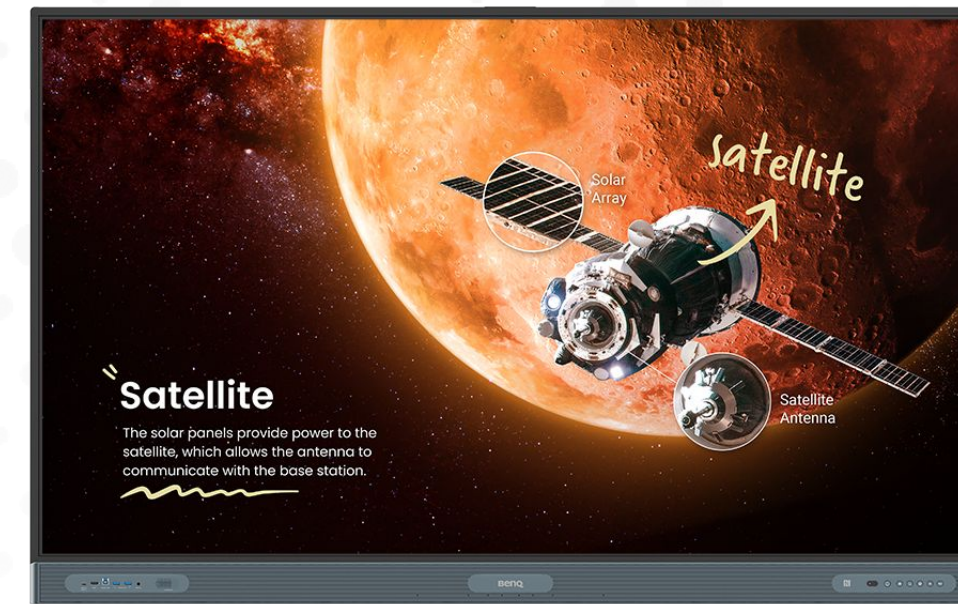 satellite
Solar
Array
Satellite
Antenna
Satellite
The solar panels provide power to the
satellite, which allows the antenna to
communicate with the base station.
BenQ